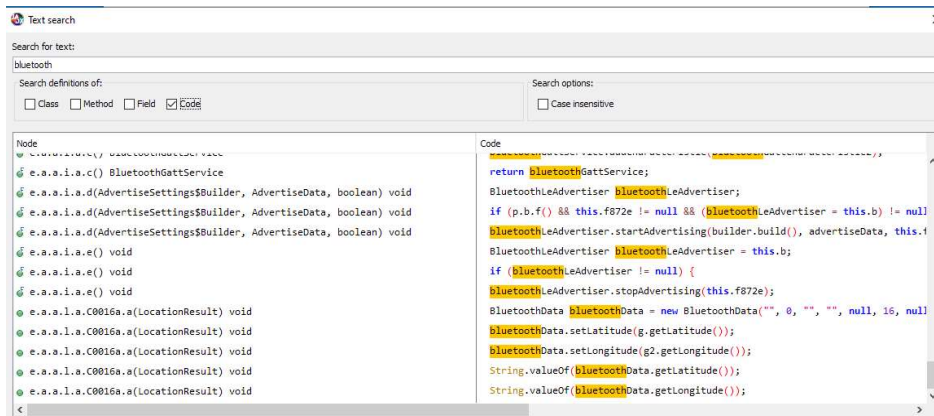 Text search
Search for text:
bluetooth
Search definitions of:
Class Method Field Code
Search options:
Case insensitive
Node Code
e.a.a.i.a.c() BluetoothGattService return bluetoothGattService;
e.a.a.i.a.d(AdvertiseSettings$Builder, AdvertiseData, boolean) void BluetoothLeAdvertiser bluetoothLeAdvertiser;
e.a.a.i.a.d(AdvertiseSettings$Builder, AdvertiseData, boolean) void if (p.b.f() && this.f872e != null && (bluetoothLeAdvertiser = this.b) != null
e.a.a.i.a.d(AdvertiseSettings$Builder, AdvertiseData, boolean) void bluetoothLeAdvertiser.startAdvertising(builder.build(), advertiseData, this.f
e.a.a.i.a.e() void BluetoothLeAdvertiser bluetoothLeAdvertiser = this.b;
e.a.a.i.a.e() void if (bluetoothLeAdvertiser != null) {
e.a.a.i.a.e() void bluetoothLeAdvertiser.stopAdvertising(this.f872e);
e.a.a.l.a.C0016a.a(LocationResult) void BluetoothData bluetoothData = new BluetoothData("", 0, "", "", null, 16, null
e.a.a.l.a.C0016a.a(LocationResult) void bluetoothData.setLatitude(g.getLatitude());
e.a.a.l.a.C0016a.a(LocationResult) void bluetoothData.setLongitude(g2.getLongitude());
e.a.a.l.a.C0016a.a(LocationResult) void String.valueOf(bluetoothData.getLatitude());
e.a.a.l.a.C0016a.a(LocationResult) void String.valueOf(bluetoothData.getLongitude());